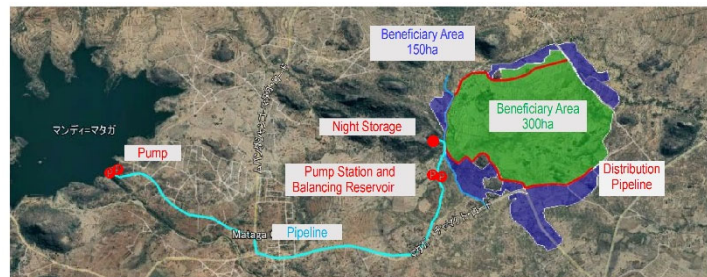 Beneficiary Area
150ha
マンディ=マタガ
Night Storage
Beneficiary Area
300ha
Pump
Pump Station and
Balancing Reservoir
Distribution
Pipeline
Mataga
Pipeline